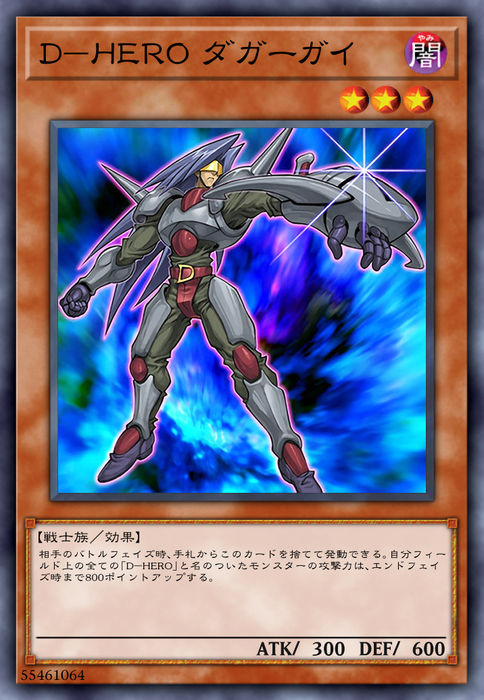 D-HERO ダガーガイ
やみ
闇
【戦士族／効果】
相手のバトルフェイズ時、手札からこのカードを捨てて発動できる。自分フィー
ルド上の全ての「D-HERO」と名のついたモンスターの攻撃力は、エンドフェイ
ズ時まで800ポイントアップする。
ATK/ 300 DEF/ 600
55461064
D